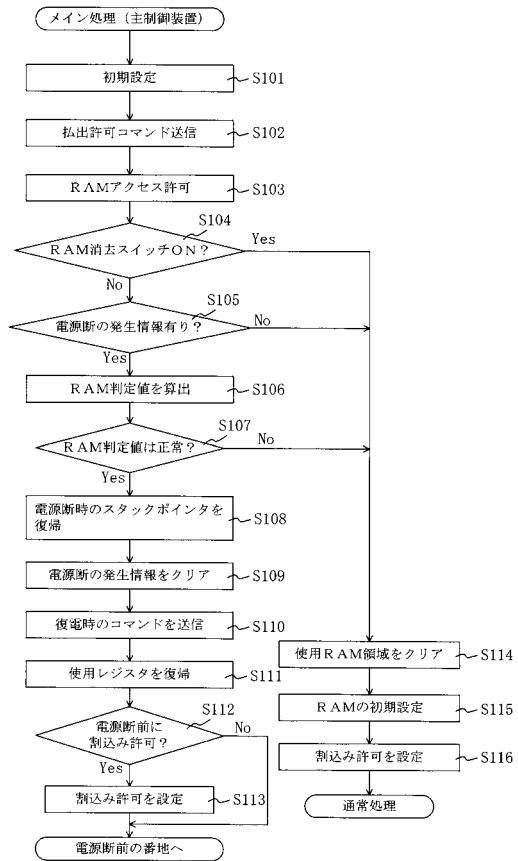 メイン処理（主制御装置）
初期設定
S101
払出許可コマンド送信
S102
ＲＡＭアクセス許可
S103
S104
ＲＡＭ消去スイッチＯＮ？
Yes
No
S105
電源断の発生情報有り？
No
Yes
ＲＡＭ判定値を算出
S106
S107
ＲＡＭ判定値は正常？
No
Yes
電源断時のスタックポインタを
復帰
S108
電源断の発生情報をクリア
S109
復電時のコマンドを送信
S110
使用レジスタを復帰
S111
S112
電源断前に
割込み許可？
No
Yes
割込み許可を設定
S113
電源断前の番地へ
使用ＲＡＭ領域をクリア
S114
ＲＡＭの初期設定
S115
割込み許可を設定
S116
通常処理